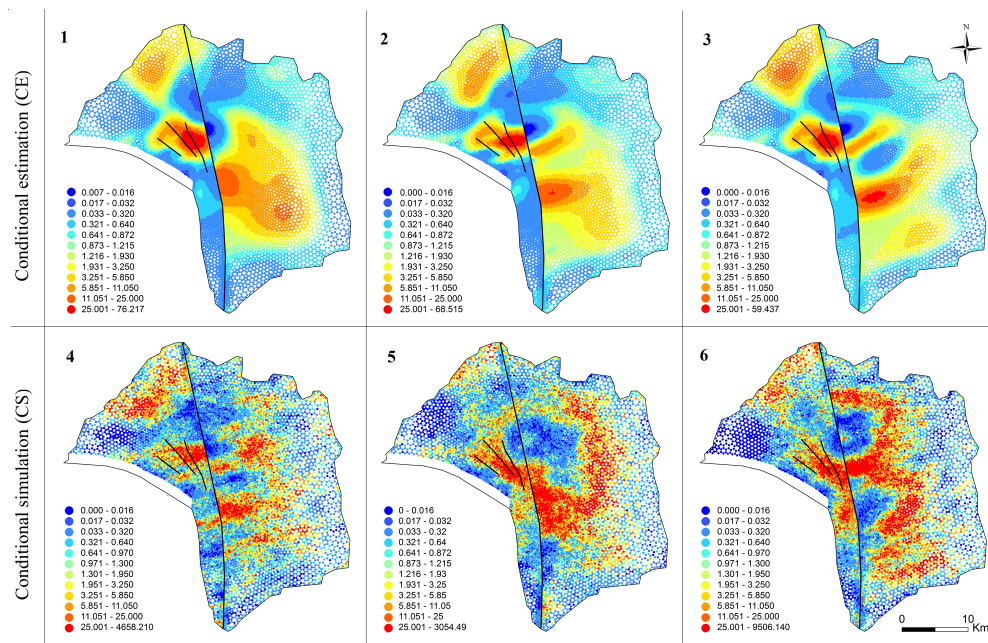 Conditional estimation (CE)
1
0.007 - 0.016
0.017 - 0.032
0.033 - 0.320
0.321 - 0.640
0.641 - 0.872
0.873 - 1.215
1.216 - 1.930
1.931 - 3.250
3.251 - 5.850
5.851 - 11.050
11.051 - 25.000
25.001 - 76.217
2
0.000 - 0.016
0.017 - 0.032
0.033 - 0.320
0.321 - 0.640
0.641 - 0.872
0.873 - 1.215
1.216 - 1.930
1.931 - 3.250
3.251 - 5.850
5.851 - 11.050
11.051 - 25.000
25.001 - 68.515
3
N
0.000 - 0.016
0.017 - 0.032
0.033 - 0.320
0.321 - 0.640
0.641 - 0.872
0.873 - 1.215
1.216 - 1.930
1.931 - 3.250
3.251 - 5.850
5.851 - 11.050
11.051 - 25.000
25.001 - 59.437
Conditional simulation (CS)
4
0.000 - 0.016
0.017 - 0.032
0.033 - 0.320
0.321 - 0.640
0.641 - 0.970
0.971 - 1.300
1.301 - 1.950
1.951 - 3.250
3.251 - 5.850
5.851 - 11.050
11.051 - 25.000
25.001 - 4658.210
5
0 - 0.016
0.017 - 0.032
0.033 - 0.32
0.321 - 0.64
0.641 - 0.872
0.873 - 1.215
1.216 - 1.93
1.931 - 3.25
3.251 - 5.85
5.851 - 11.05
11.051 - 25
25.001 - 3054.49
6
0.000 - 0.016
0.017 - 0.032
0.033 - 0.320
0.321 - 0.640
0.641 - 0.970
0.971 - 1.300
1.301 - 1.950
1.951 - 3.250
3.251 - 5.850
5.851 - 11.050
11.051 - 25.000
25.001 - 9506.140
0 10
Km